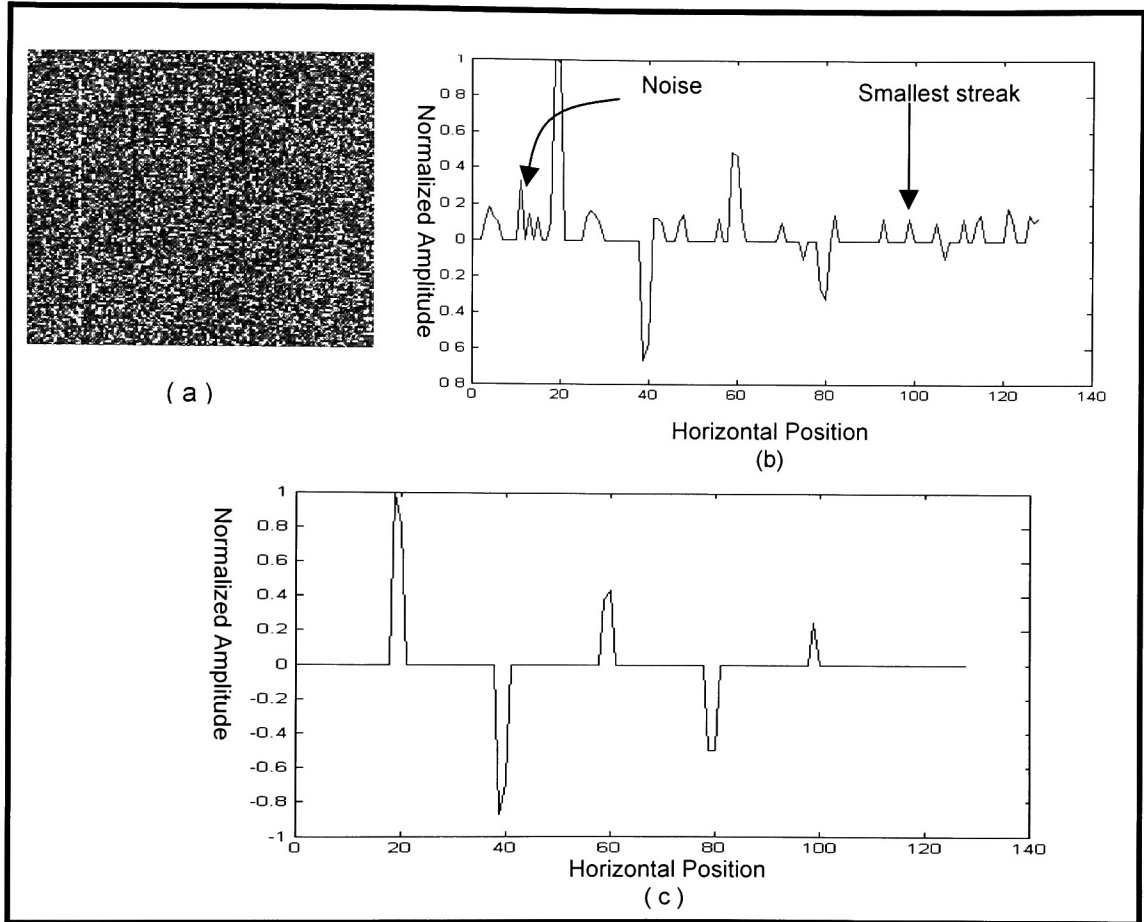 Normalized Amplitude
1
0 8
0 6
0 4
0 2
0
0 2
0 4
0 6
0 8
Noise
Smallest streak
0 20 40 60 80 100 120 140
Horizontal Position
( a )
(b)
Normalized Amplitude
1
0.8
0.6
0.4
0.2
0
-0.2
-0.4
-0.6
-0.8
-1
0 20 40 60 80 100 120 140
Horizontal Position
( c )